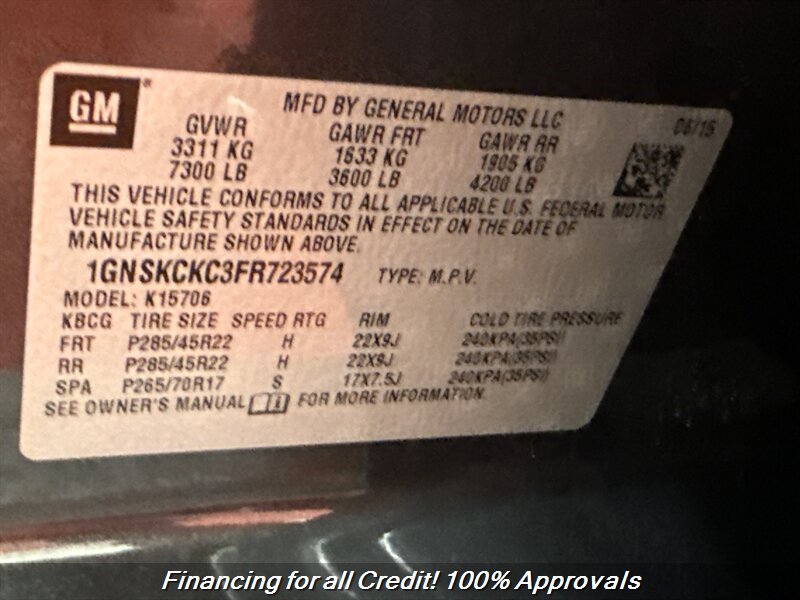 GM
MFD BY GENERAL MOTORS LLC
06/15
GVWR GAWR FRT GAWR RR
3311 KG 1633 KG 1905 KG
7300 LB 3600 LB 4200 LB
THIS VEHICLE CONFORMS TO ALL APPLICABLE U.S. FEDERAL MOTOR
VEHICLE SAFETY STANDARDS IN EFFECT ON THE DATE OF
MANUFACTURE SHOWN ABOVE.
1GNSKCKC3FR723574 TYPE: M.P.V.
MODEL: K15706
KBCG TIRE SIZE SPEED RTG RIM COLD TIRE PRESSURE
FRT P285/45R22 H 22X9J 240KPA(35PSI)
RR P285/45R22 H 22X9J 240KPA(35PSI)
SPA P265/70R17 S 17X7.5J 240KPA(35PSI)
SEE OWNER'S MANUAL FOR MORE INFORMATION.
Financing for all Credit! 100% Approvals